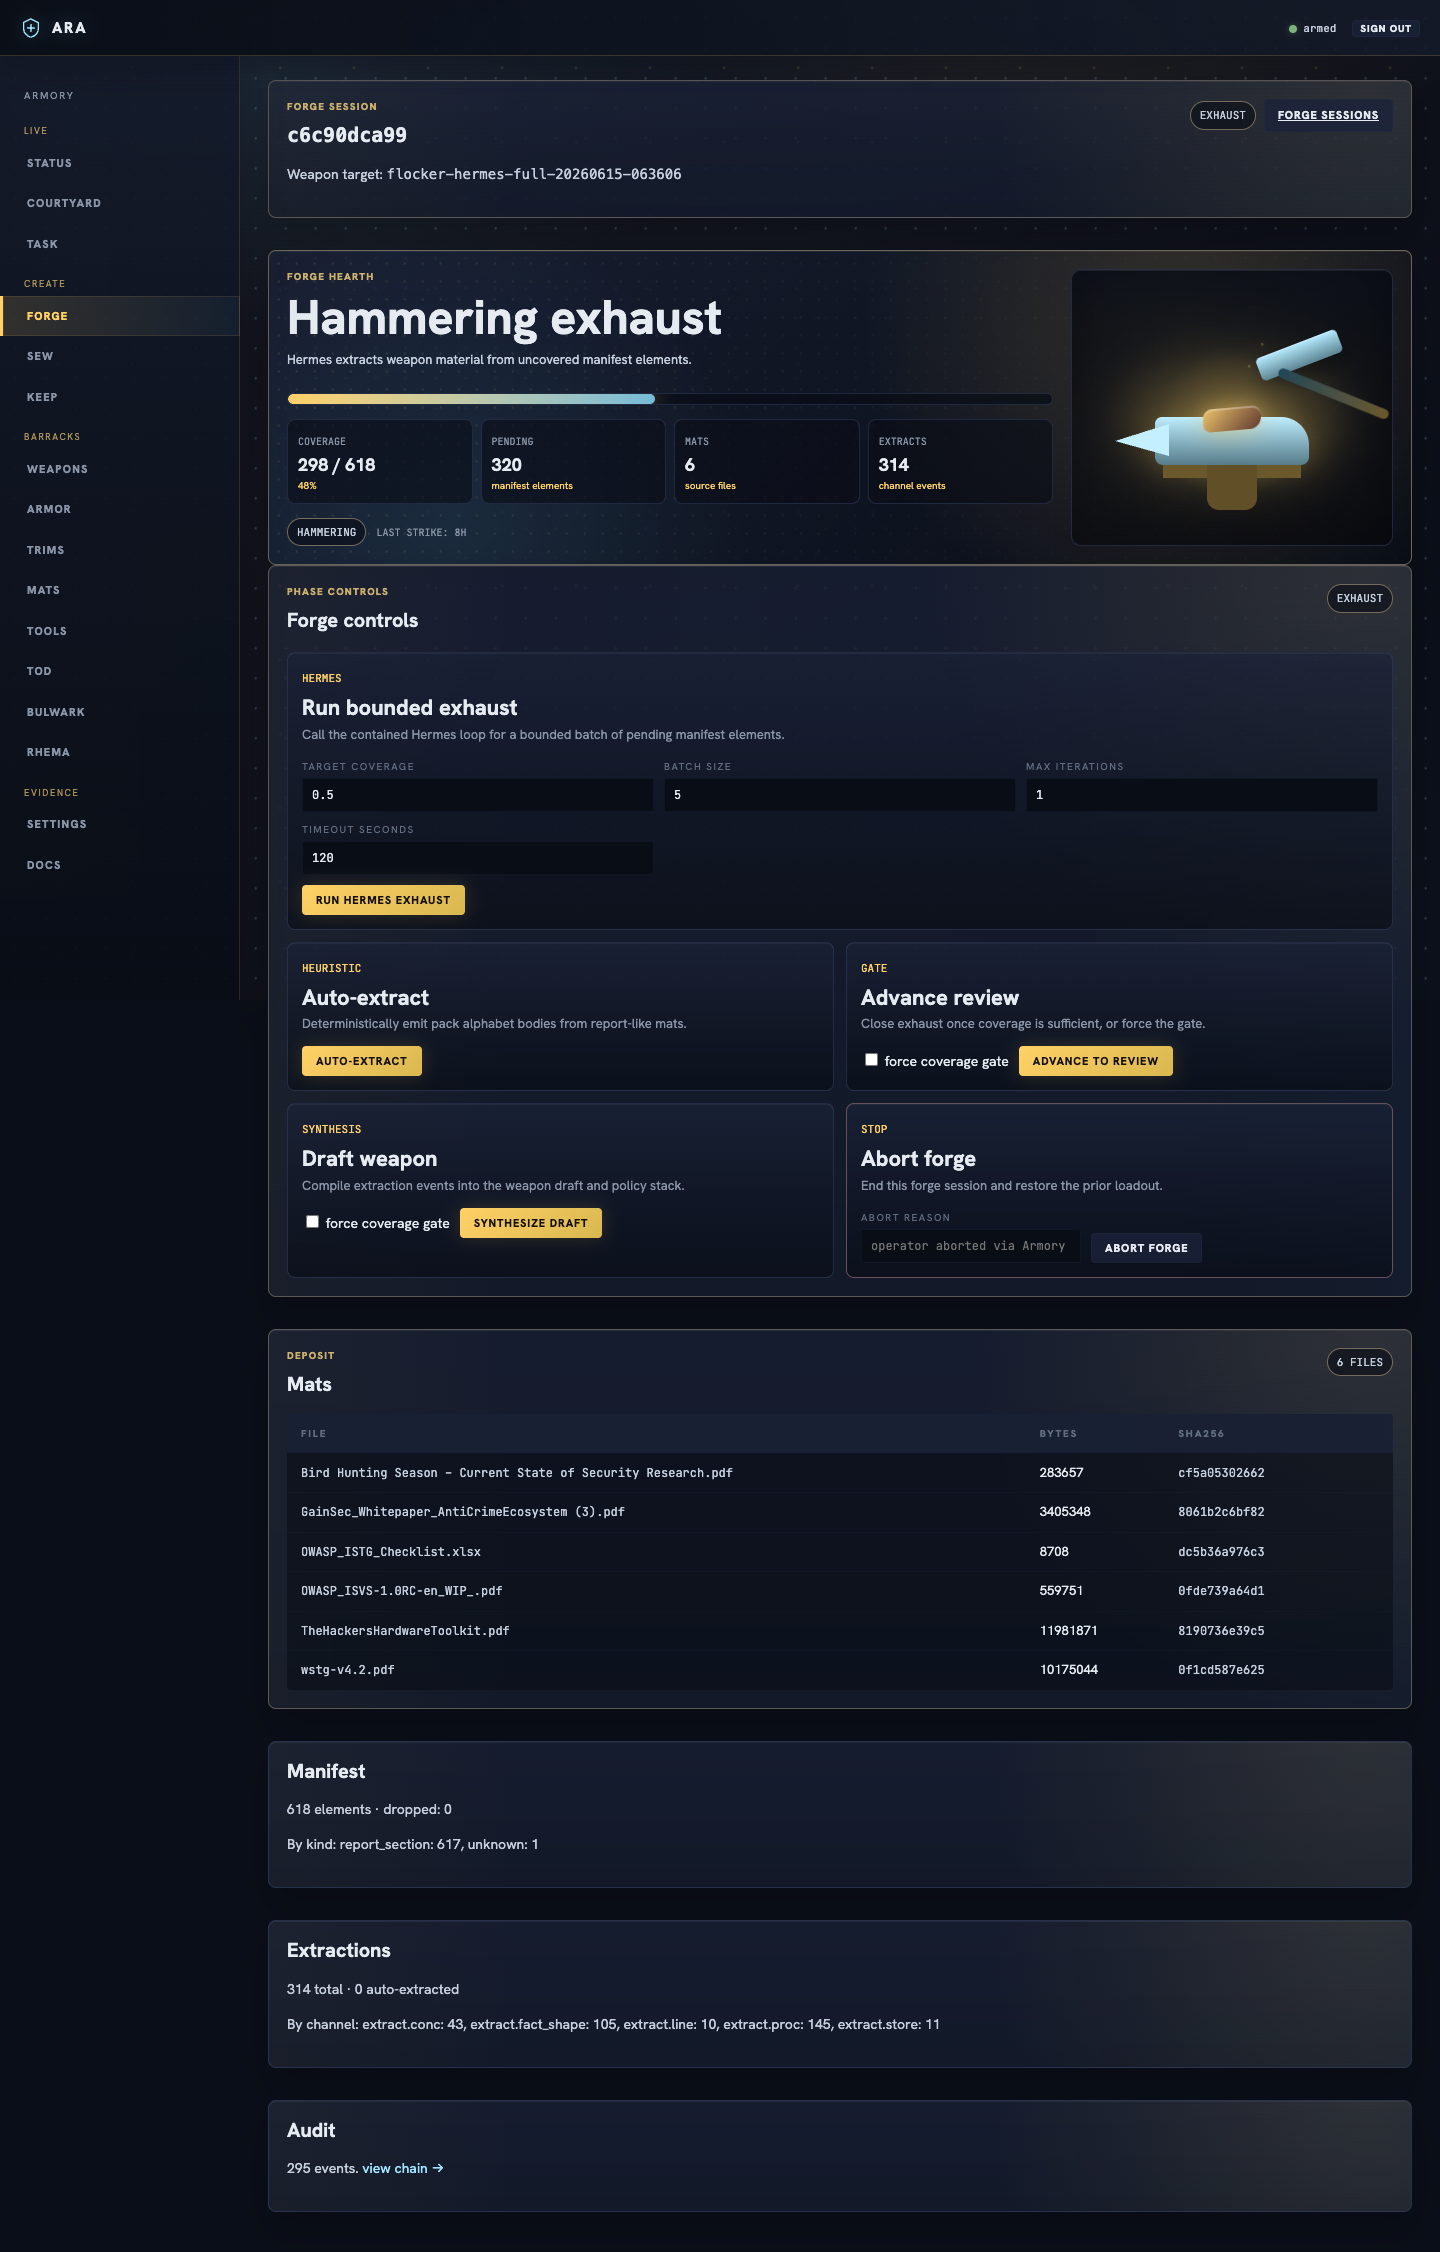 ARA
armed
SIGN OUT
ARMORY
LIVE
STATUS
COURTYARD
TASK
CREATE
FORGE
SEW
KEEP
BARRACKS
WEAPONS
ARMOR
TRIMS
MATS
TOOLS
TOD
BULWARK
RHEMA
EVIDENCE
SETTINGS
DOCS
FORGE SESSION
c6c90dca99
EXHAUST
FORGE SESSIONS
Weapon target: flocker-hermes-full-20260615-063606
FORGE HEARTH
Hammering exhaust
Hermes extracts weapon material from uncovered manifest elements.
COVERAGE
298 / 618
48%
PENDING
320
manifest elements
MATS
6
source files
EXTRACTS
314
channel events
HAMMERING
LAST STRIKE: 8H
PHASE CONTROLS
Forge controls
EXHAUST
HERMES
Run bounded exhaust
Call the contained Hermes loop for a bounded batch of pending manifest elements.
TARGET COVERAGE
0.5
BATCH SIZE
5
MAX ITERATIONS
1
TIMEOUT SECONDS
120
RUN HERMES EXHAUST
HEURISTIC
Auto-extract
Deterministically emit pack alphabet bodies from report-like mats.
AUTO-EXTRACT
GATE
Advance review
Close exhaust once coverage is sufficient, or force the gate.
force coverage gate
ADVANCE TO REVIEW
SYNTHESIS
Draft weapon
Compile extraction events into the weapon draft and policy stack.
force coverage gate
SYNTHESIZE DRAFT
STOP
Abort forge
End this forge session and restore the prior loadout.
ABORT REASON
operator aborted via Armory
ABORT FORGE
DEPOSIT
Mats
6 FILES
FILE BYTES SHA256
Bird Hunting Season – Current State of Security Research.pdf 283657 cf5a05302662
GainSec_Whitepaper_AntiCrimeEcosystem (3).pdf 3405348 8061b2c6bf82
OWASP_ISTG_Checklist.xlsx 8708 dc5b36a976c3
OWASP_ISVS-1.0RC-en_WIP_.pdf 559751 0fde739a64d1
TheHackersHardwareToolkit.pdf 11981871 8190736e39c5
wstg-v4.2.pdf 10175044 0f1cd587e625
Manifest
618 elements · dropped: 0
By kind: report_section: 617, unknown: 1
Extractions
314 total · 0 auto-extracted
By channel: extract.conc: 43, extract.fact_shape: 105, extract.line: 10, extract.proc: 145, extract.store: 11
Audit
295 events. view chain →